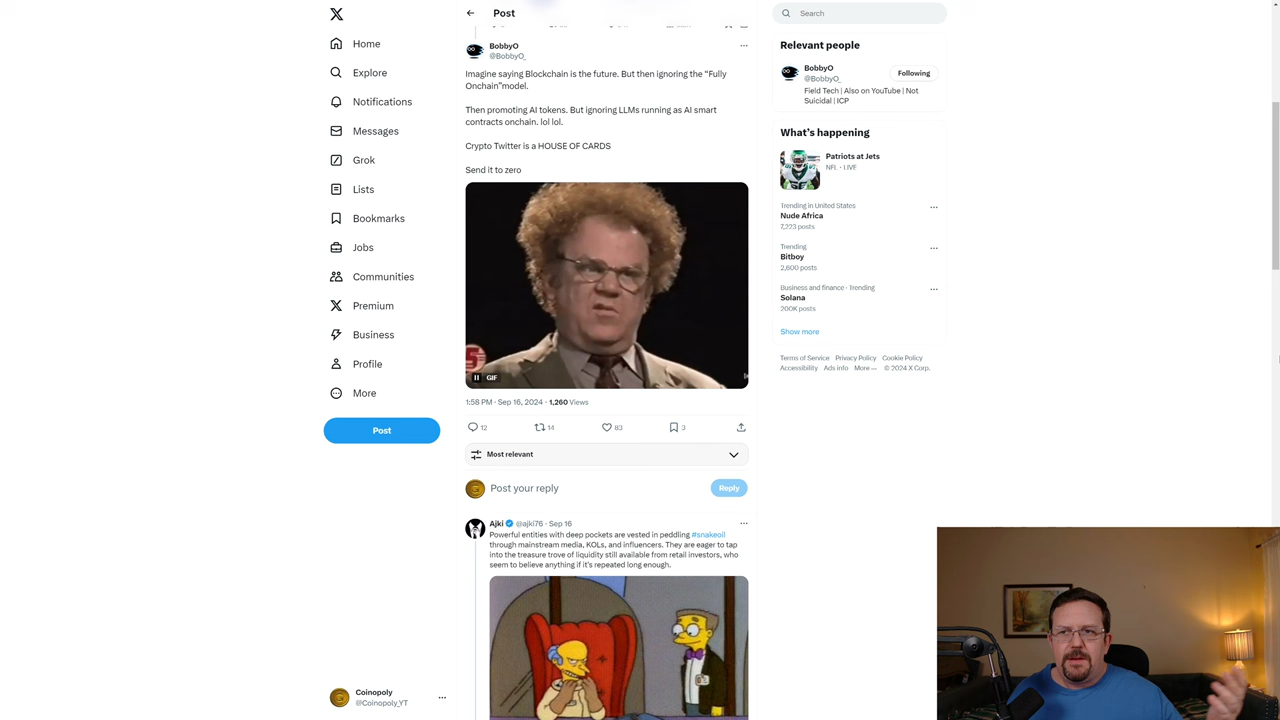 Post
Search
Home
Explore
Notifications
Messages
Grok
Lists
Bookmarks
Jobs
Communities
Premium
Business
Profile
More
Post
Coinopoly
@Coinopoly_YT
BobbyO
@BobbyO_
Imagine saying Blockchain is the future. But then ignoring the “Fully
Onchain”model.
Then promoting AI tokens. But ignoring LLMs running as AI smart
contracts onchain. lol lol.
Crypto Twitter is a HOUSE OF CARDS
Send it to zero
GIF
1:58 PM · Sep 16, 2024 · 1,260 Views
12 14 83 3
Most relevant
Post your reply
Reply
Ajki @ajki76 · Sep 16
Powerful entities with deep pockets are vested in peddling #snakeoil
through mainstream media, KOLs, and influencers. They are eager to tap
into the treasure trove of liquidity still available from retail investors, who
seem to believe anything if it's repeated long enough.
Relevant people
BobbyO
@BobbyO_
Following
Field Tech | Also on YouTube | Not
Suicidal | ICP
What’s happening
Patriots at Jets
NFL · LIVE
Trending in United States
Nude Africa
7,223 posts
Trending
Bitboy
2,600 posts
Business and finance · Trending
Solana
200K posts
Show more
Terms of Service Privacy Policy Cookie Policy
Accessibility Ads info More ··· © 2024 X Corp.